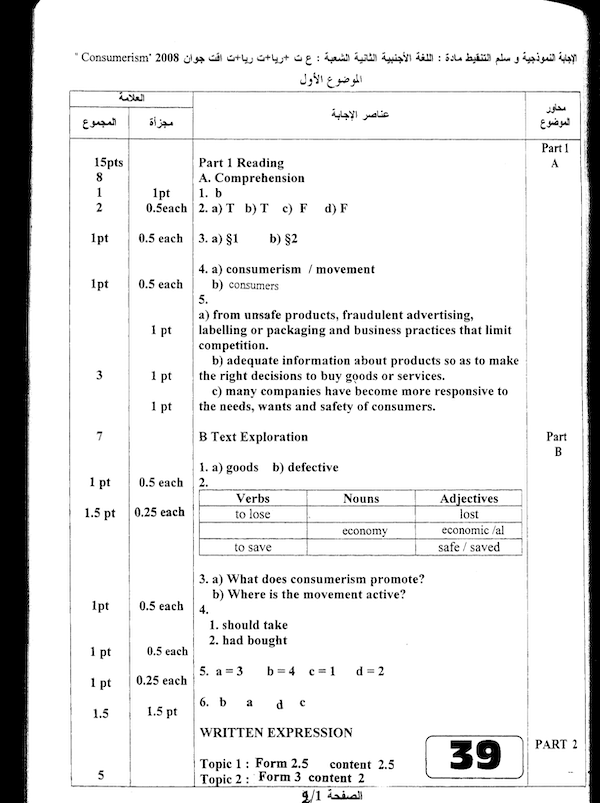 الإجابة النموذجية و سلم التنقيط مادة : اللغة الأجنبية الثانية الشعبة : ع ت +ريا+ت ريا+ت اقت جوان 2008 "Consumerism"
الموضوع الأول
العلامة
محاور الموضوع
عناصر الإجابة
مجزأة
المجموع
Part 1
A
15pts Part 1 Reading
8 A. Comprehension
1 1pt 1. b
2 0.5each 2. a) T b) T c) F d) F
1pt 0.5 each 3. a) §1 b) §2
4. a) consumerism / movement
1pt 0.5 each b) consumers
5.
a) from unsafe products, fraudulent advertising,
1 pt labelling or packaging and business practices that limit
competition.
b) adequate information about products so as to make
3 1 pt the right decisions to buy goods or services.
c) many companies have become more responsive to
1 pt the needs, wants and safety of consumers.
7 B Text Exploration Part
B
1. a) goods b) defective
1 pt 0.5 each 2.
Verbs Nouns Adjectives
1.5 pt 0.25 each to lose lost
economy economic /al
to save safe / saved
3. a) What does consumerism promote?
b) Where is the movement active?
1pt 0.5 each 4.
1. should take
2. had bought
1 pt 0.5 each
5. a = 3 b = 4 c = 1 d = 2
1 pt 0.25 each
6. b a d c
1.5 1.5 pt
WRITTEN EXPRESSION
39
PART 2
Topic 1 : Form 2.5 content 2.5
5 Topic 2 : Form 3 content 2